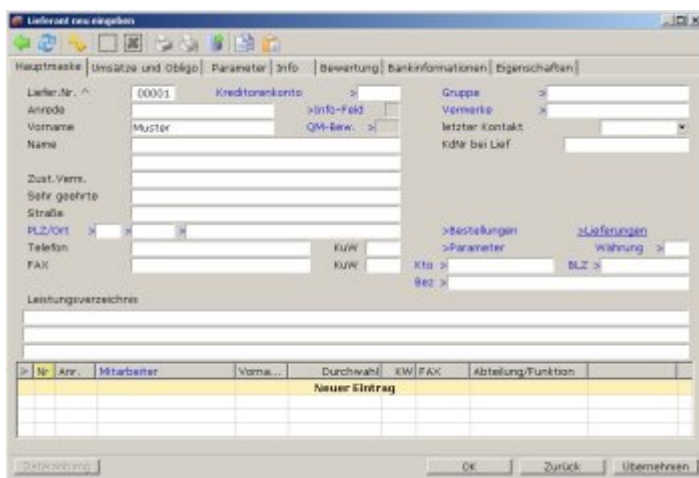 Lieferant neu eingeben
Hauptmaske Umsätze und Obligo Parameter Info Bewertung Bankinformationen Eigenschaften
Liefer.Nr. ^ 00001 Kreditorenkonto > Gruppe >
Anrede >Info-Feld Vermerke >
Vorname Muster QM-Bew. > letzter Kontakt
Name KdNr bei Lief
Zust.Verm.
Sehr geehrte
Straße
PLZ/Ort > > > >Bestellungen >Lieferungen
Telefon KuW >Parameter Währung >
FAX KuW Kto > BLZ >
Bez >
Leistungsverzeichnis
> Nr Anr. Mitarbeiter Vorna... Durchwahl KW FAX Abteilung/Funktion
Neuer Eintrag
Dateianhang OK Zurück Übernehmen